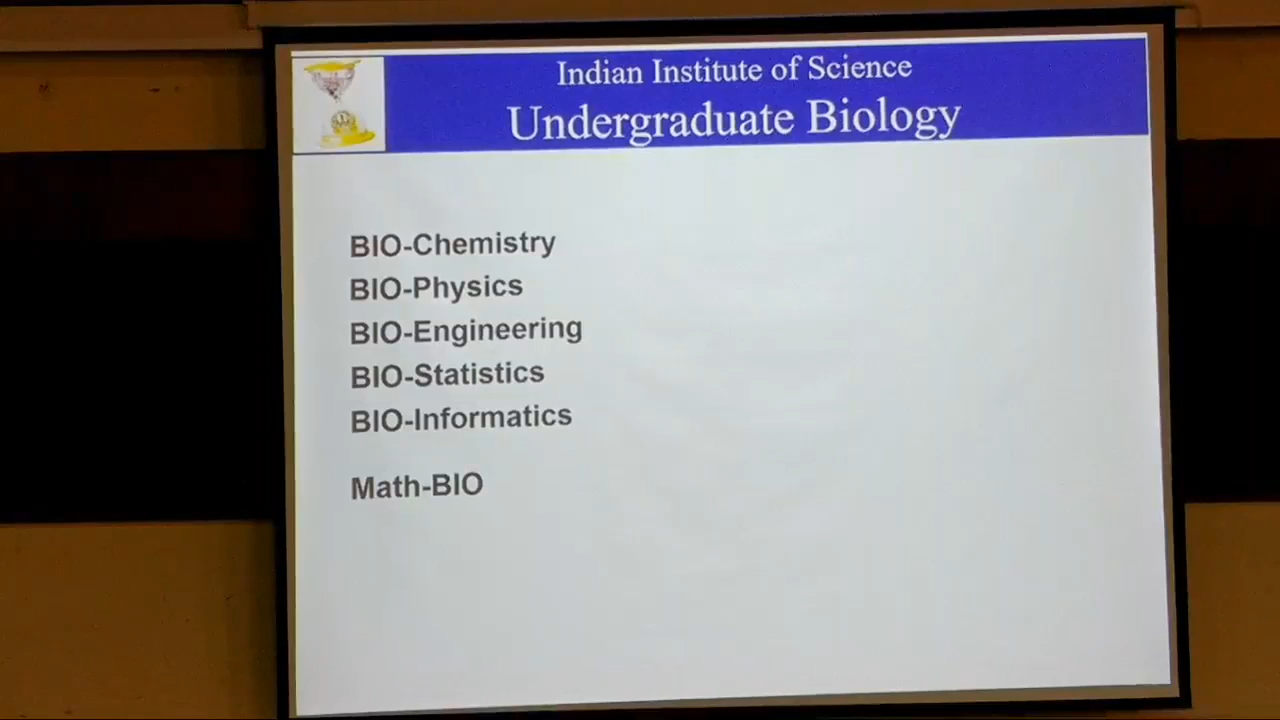 Indian Institute of Science
Undergraduate Biology
BIO-Chemistry
BIO-Physics
BIO-Engineering
BIO-Statistics
BIO-Informatics
Math-BIO